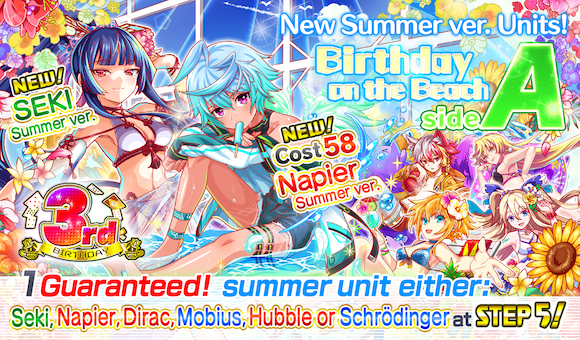 New Summer ver. Units!
Birthday
on the Beach
side A
NEW!
SEKI
Summer ver.
NEW!
Cost 58
Napier
Summer ver.
3rd
BIRTHDAY
1 Guaranteed! summer unit either:
Seki, Napier, Dirac, Mobius, Hubble or Schrödinger at STEP 5!